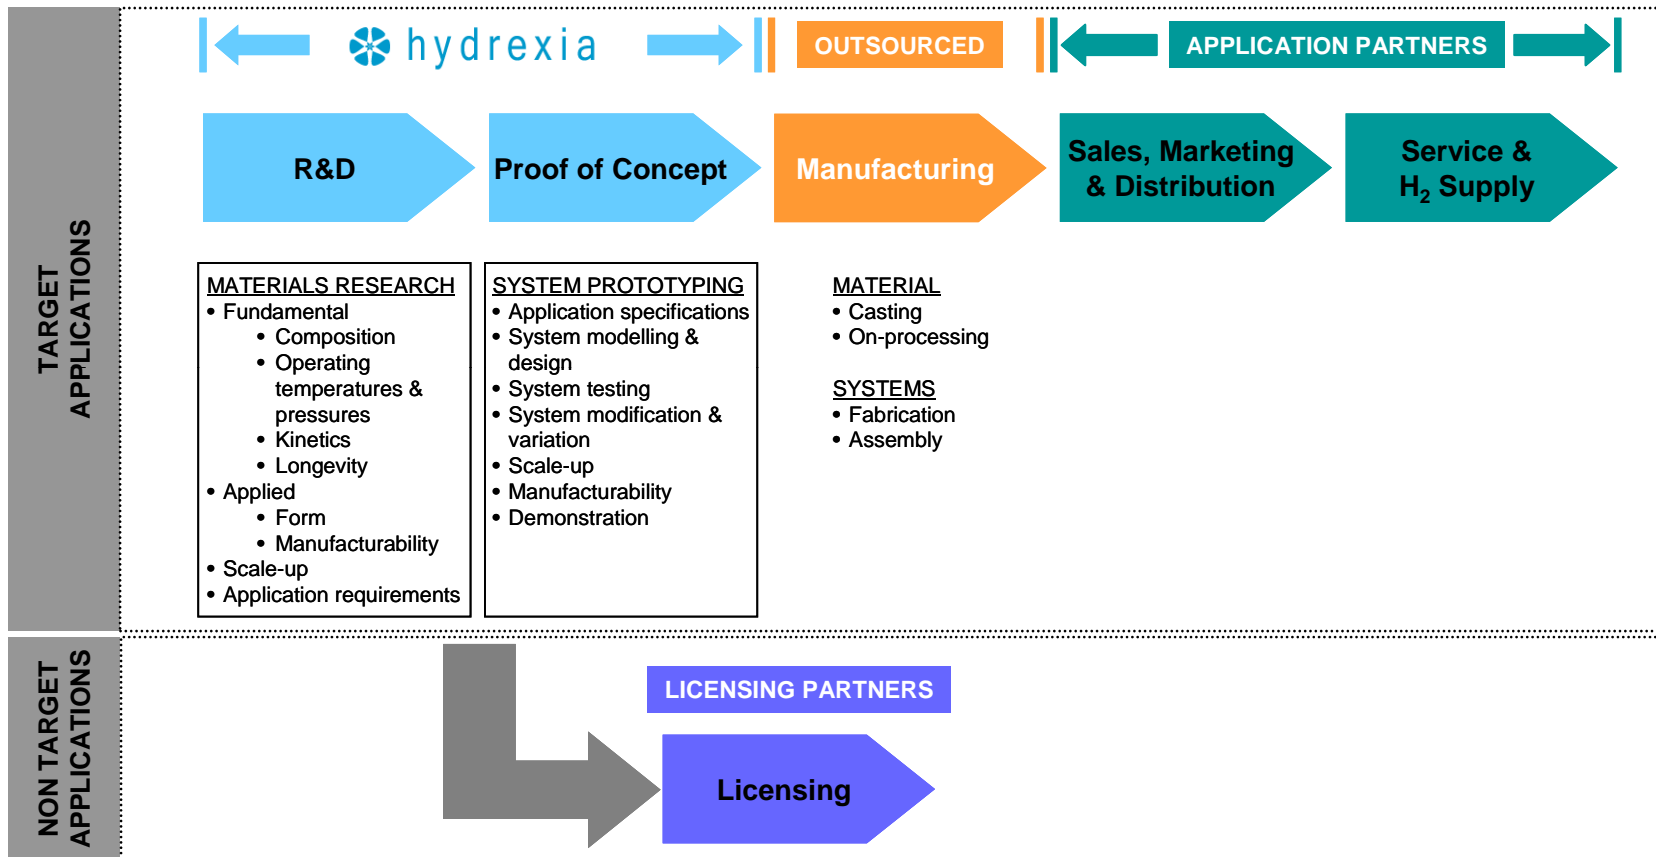 hydrexia
OUTSOURCED
APPLICATION PARTNERS
TARGET
APPLICATIONS
R&D
Proof of Concept
Manufacturing
Sales, Marketing
& Distribution
Service &
H₂ Supply
MATERIALS RESEARCH
• Fundamental
• Composition
• Operating
temperatures &
pressures
• Kinetics
• Longevity
• Applied
• Form
• Manufacturability
• Scale-up
• Application requirements
SYSTEM PROTOTYPING
• Application specifications
• System modelling &
design
• System testing
• System modification &
variation
• Scale-up
• Manufacturability
• Demonstration
MATERIAL
• Casting
• On-processing
SYSTEMS
• Fabrication
• Assembly
NON TARGET
APPLICATIONS
LICENSING PARTNERS
Licensing